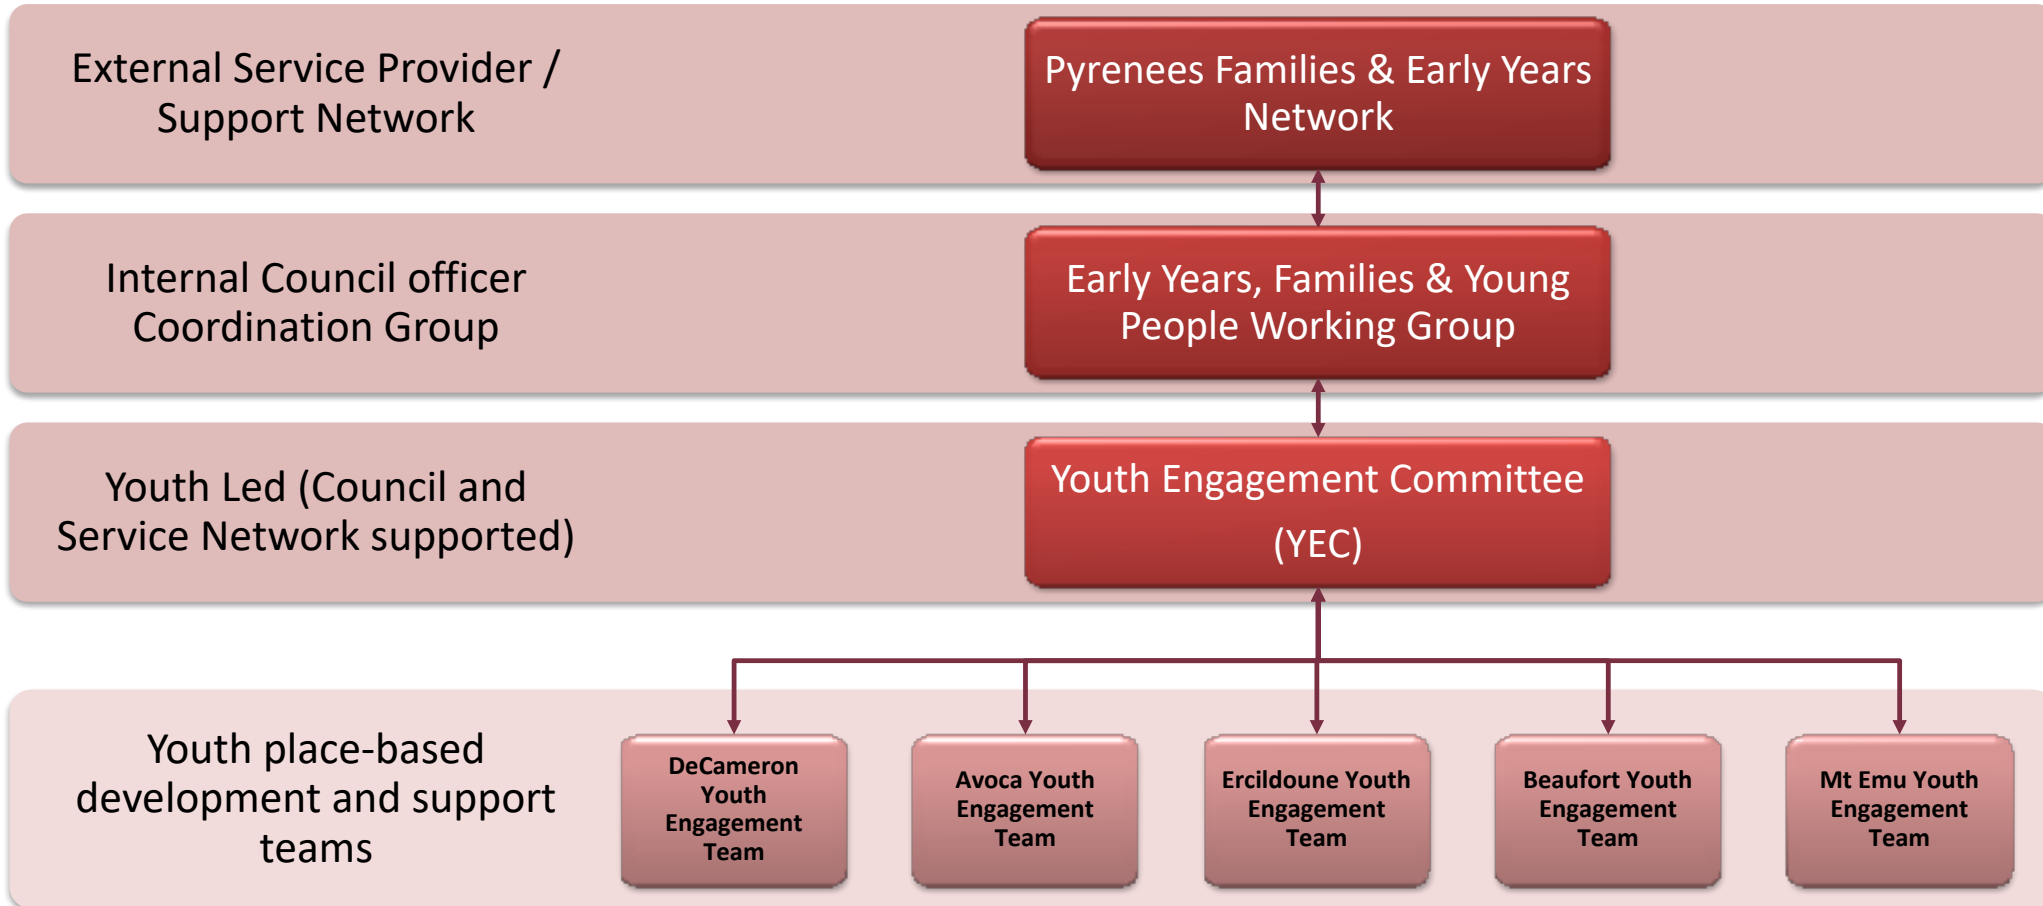 External Service Provider /
Support Network
Pyrenees Families & Early Years
Network
Internal Council officer
Coordination Group
Early Years, Families & Young
People Working Group
Youth Led (Council and
Service Network supported)
Youth Engagement Committee
(YEC)
Youth place-based
development and support
teams
DeCameron
Youth
Engagement
Team
Avoca Youth
Engagement
Team
Ercildoune Youth
Engagement
Team
Beaufort Youth
Engagement
Team
Mt Emu Youth
Engagement
Team